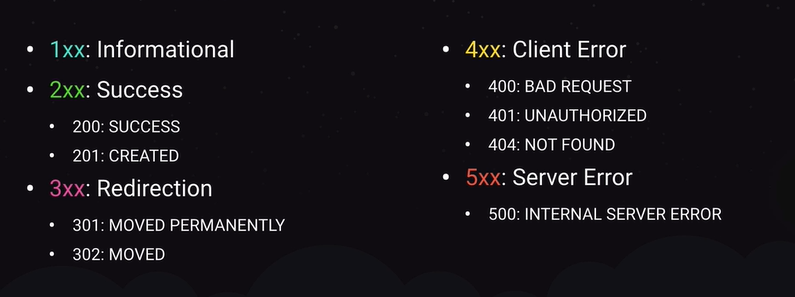 • 1xx: Informational
• 2xx: Success
• 200: SUCCESS
• 201: CREATED
• 3xx: Redirection
• 301: MOVED PERMANENTLY
• 302: MOVED
• 4xx: Client Error
• 400: BAD REQUEST
• 401: UNAUTHORIZED
• 404: NOT FOUND
• 5xx: Server Error
• 500: INTERNAL SERVER ERROR